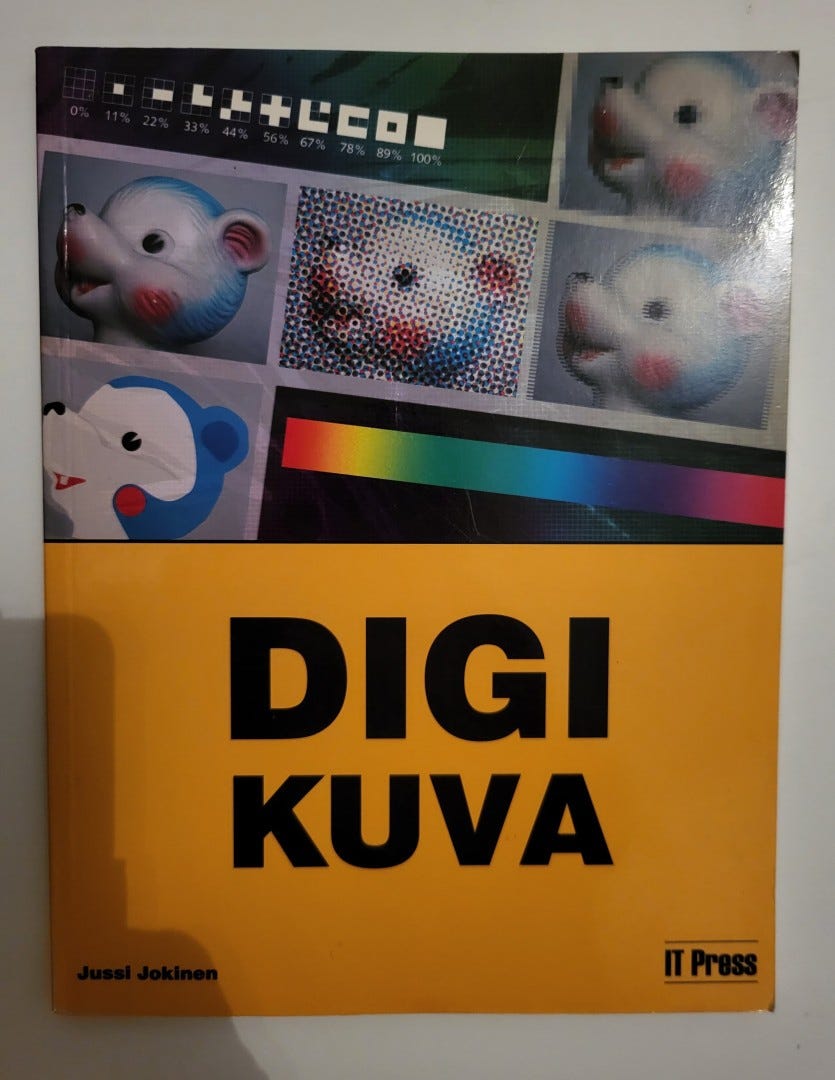 0% 11% 22% 33% 44% 56% 67% 78% 89% 100%
DIGI
KUVA
Jussi Jokinen
IT Press